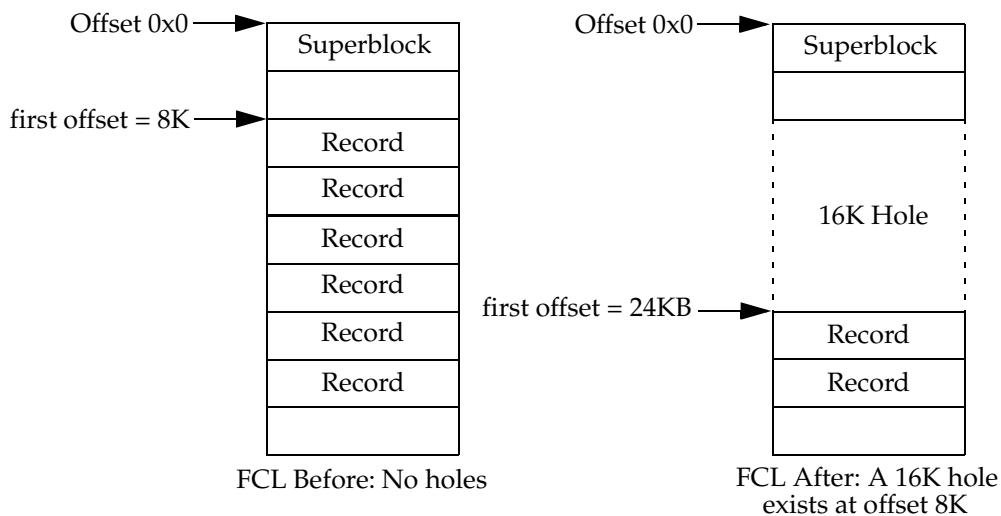 Offset 0x0
Superblock
first offset = 8K
Record
Record
Record
Record
Record
Record
FCL Before: No holes
Offset 0x0
Superblock
16K Hole
first offset = 24KB
Record
Record
FCL After: A 16K hole
exists at offset 8K